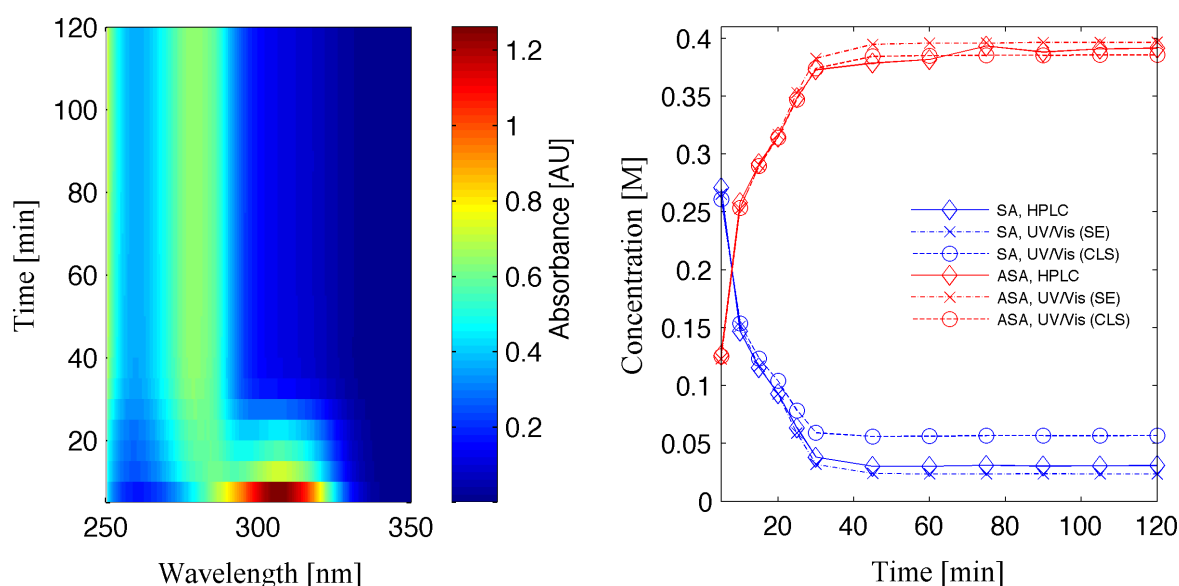 120
100
80
60
40
20
250
300
350
Time [min]
Wavelength [nm]
1.2
1
0.8
0.6
0.4
0.2
Absorbance [AU]
0.4
0.35
0.3
0.25
0.2
0.15
0.1
0.05
0
Concentration [M]
SA, HPLC
SA, UV/Vis (SE)
SA, UV/Vis (CLS)
ASA, HPLC
ASA, UV/Vis (SE)
ASA, UV/Vis (CLS)
20
40
60
80
100
120
Time [min]